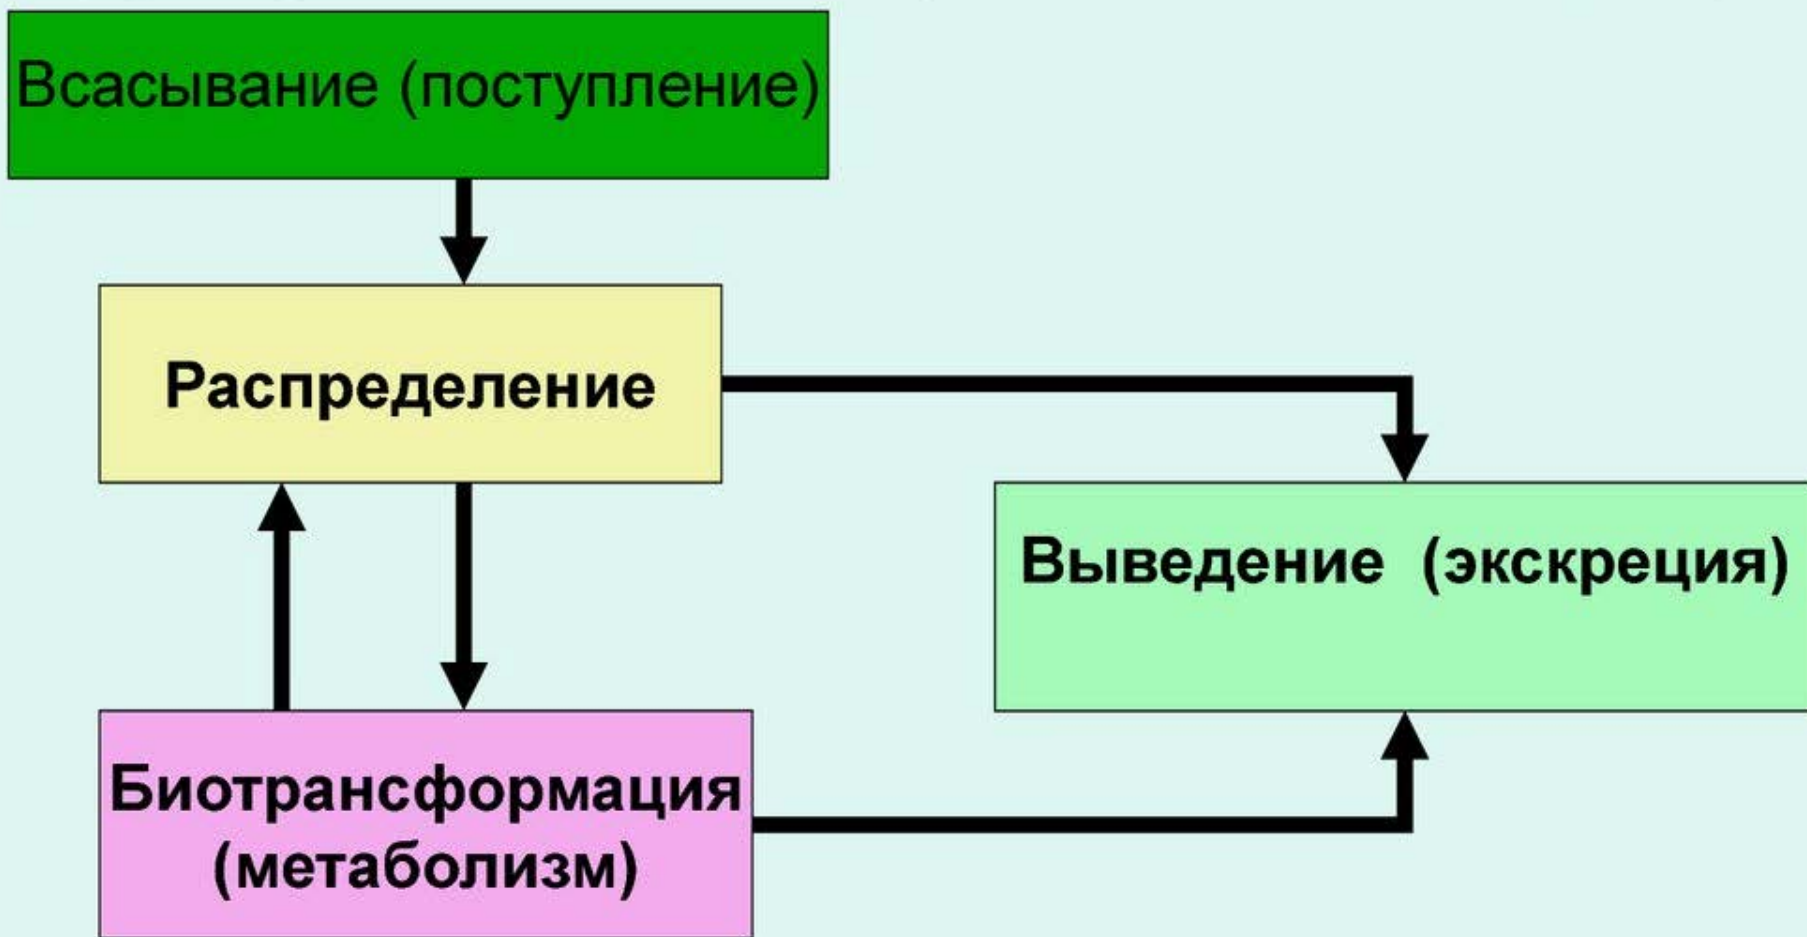 Всасывание (поступление)
Распределение
Выведение (экскреция)
Биотрансформация
(метаболизм)